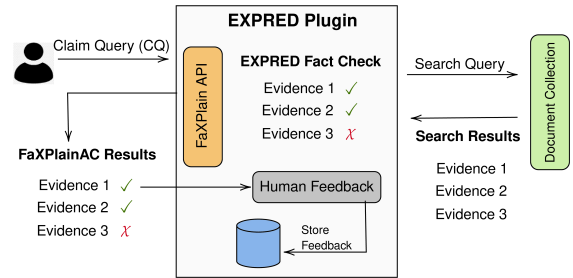 EXPRED Plugin
Claim Query (CQ)
FaXPlain API
EXPRED Fact Check
Evidence 1 ✓
Evidence 2 ✓
Evidence 3 χ
Search Query
Document Collection
Search Results
Evidence 1
Evidence 2
Evidence 3
FaXPlainAC Results
Evidence 1 ✓
Evidence 2 ✓
Evidence 3 χ
Human Feedback
Store
Feedback